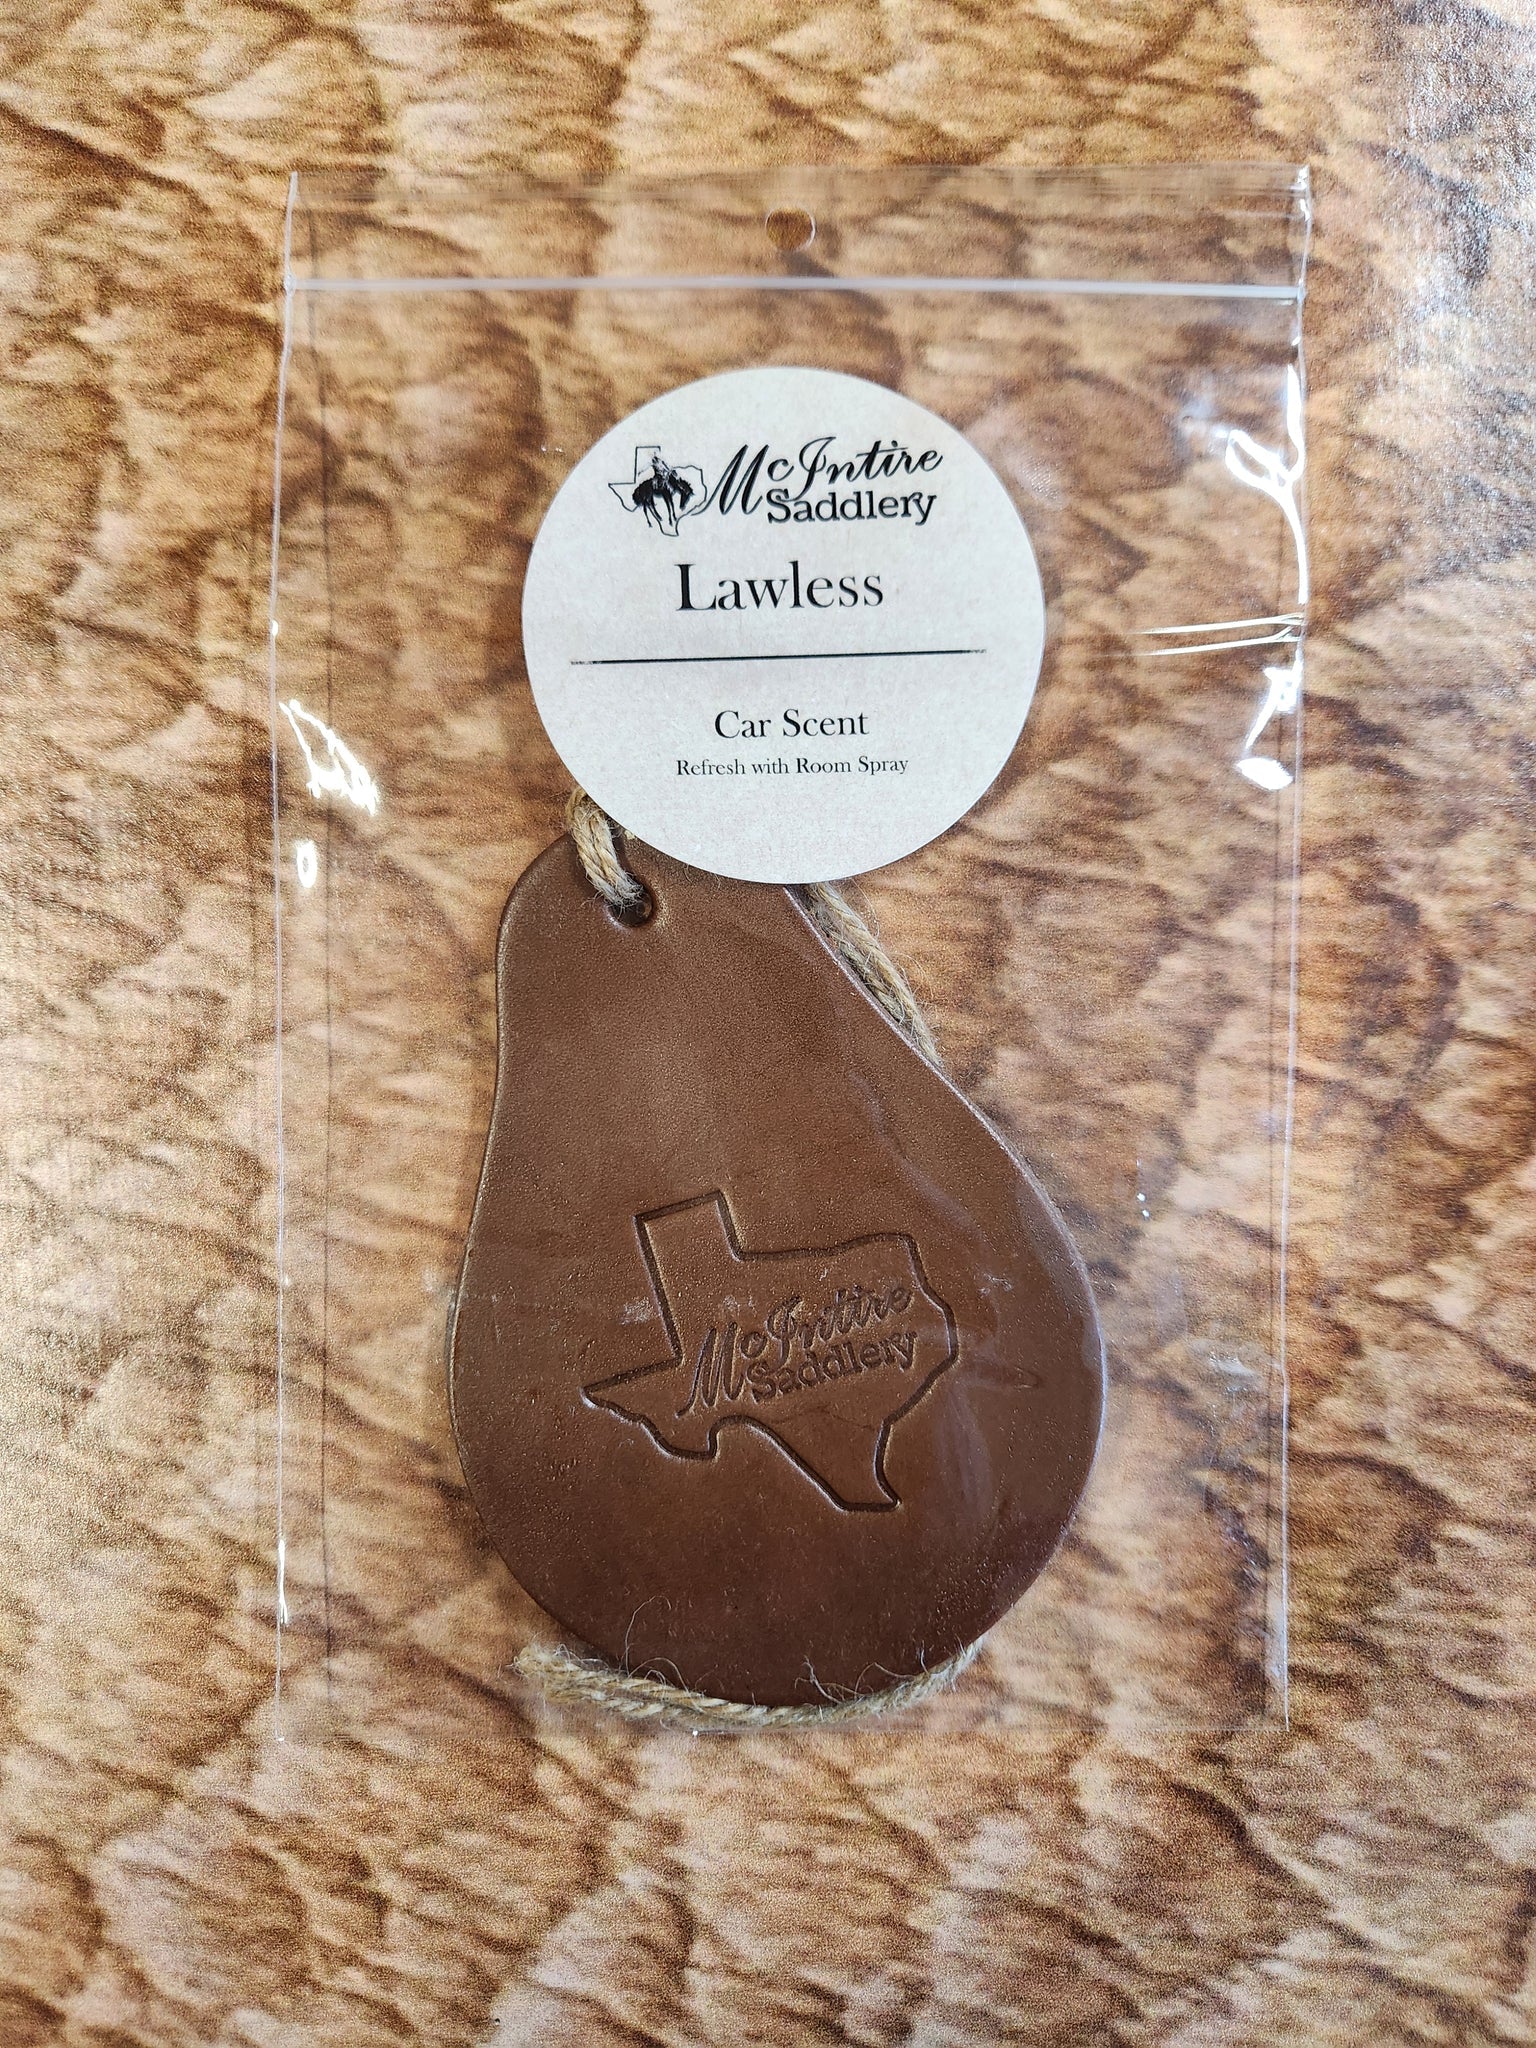 McIntire
Saddlery
Lawless
Car Scent
Refresh with Room Spray
McIntire
Saddlery